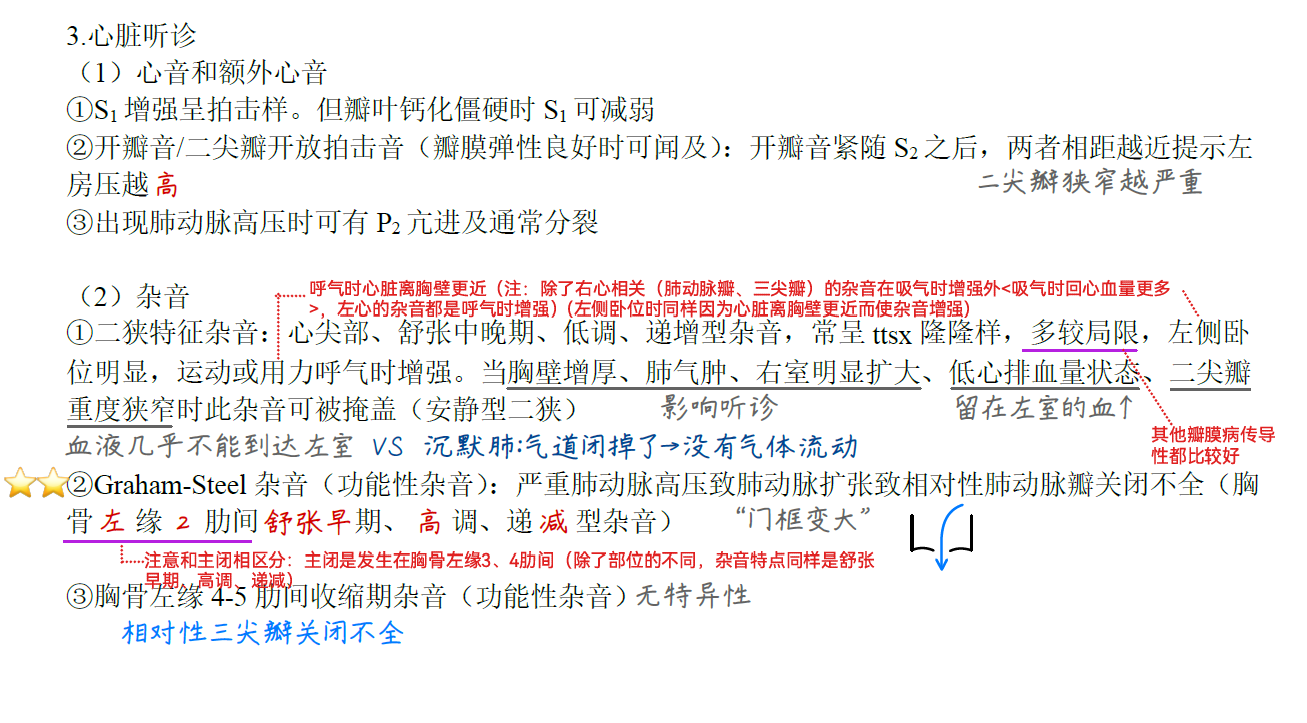 3.心脏听诊
（1）心音和额外心音
①S₁增强呈拍击样。但瓣叶钙化僵硬时 S₁可减弱
②开瓣音/二尖瓣开放拍击音（瓣膜弹性良好时可闻及）：开瓣音紧随 S₂之后，两者相距越近提示左
房压越高
二尖瓣狭窄越严重
③出现肺动脉高压时可有 P₂亢进及通常分裂
呼气时心脏离胸壁更近（注：除了右心相关（肺动脉瓣、三尖瓣）的杂音在吸气时增强外<吸气时回心血量更多
>，左心的杂音都是呼气时增强）(左侧卧位时同样因为心脏离胸壁更近而使杂音增强)
（2）杂音
①二狭特征杂音：心尖部、舒张中晚期、低调、递增型杂音，常呈 ttsx 隆隆样，多较局限，左侧卧
位明显，运动或用力呼气时增强。当胸壁增厚、肺气肿、右室明显扩大、低心排血量状态、二尖瓣
重度狭窄时此杂音可被掩盖（安静型二狭）
影响听诊
留在左室的血↑
血液几乎不能到达左室 VS 沉默肺:气道闭掉了→没有气体流动
其他瓣膜病传导
性都比较好
②Graham-Steel 杂音（功能性杂音）：严重肺动脉高压致肺动脉扩张致相对性肺动脉瓣关闭不全（胸
骨左缘 2 肋间舒张早期、高调、递减型杂音）
“门框变大”
注意和主闭相区分：主闭是发生在胸骨左缘3、4肋间（除了部位的不同，杂音特点同样是舒张
早期、高调、递减）
③胸骨左缘 4-5 肋间收缩期杂音（功能性杂音）无特异性
相对性三尖瓣关闭不全